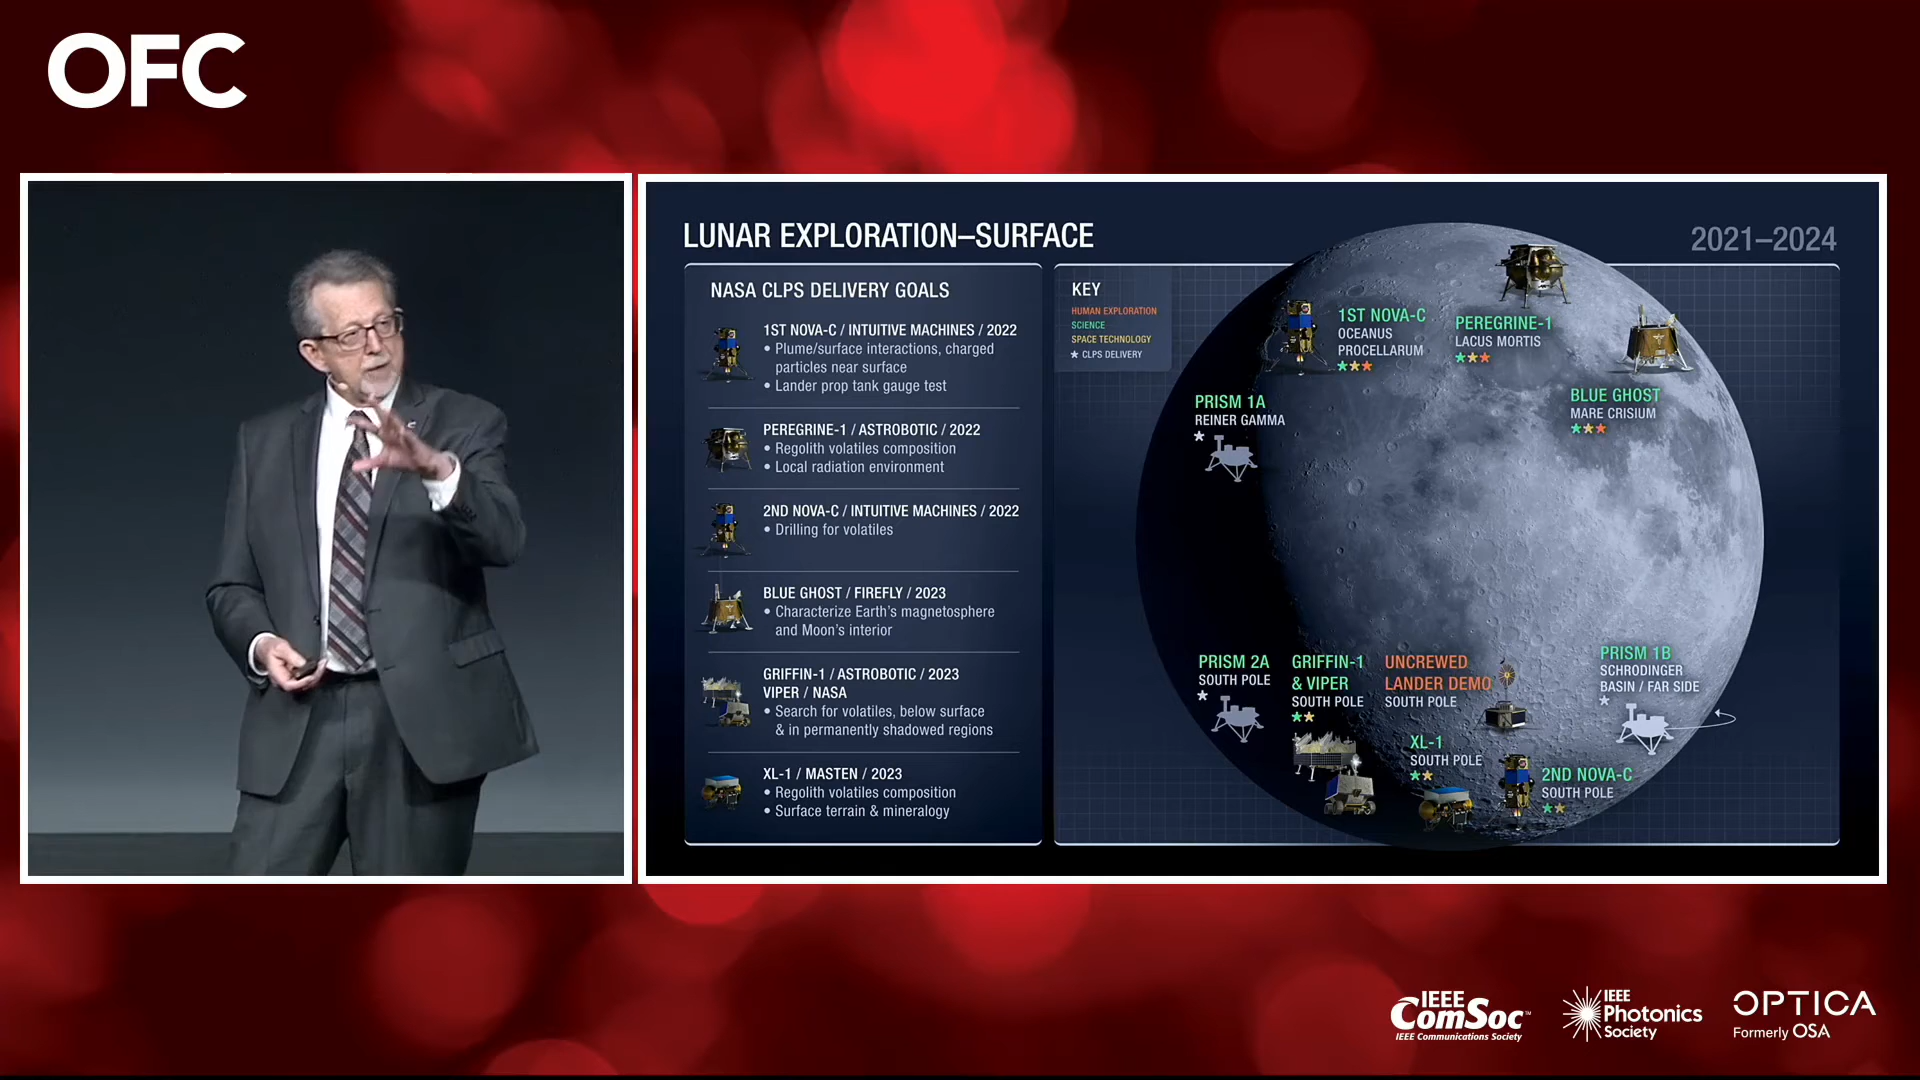 OFC
LUNAR EXPLORATION–SURFACE
2021–2024
NASA CLPS DELIVERY GOALS
1ST NOVA-C / INTUITIVE MACHINES / 2022
• Plume/surface interactions, charged
particles near surface
• Lander prop tank gauge test
PEREGRINE-1 / ASTROBOTIC / 2022
• Regolith volatiles composition
• Local radiation environment
2ND NOVA-C / INTUITIVE MACHINES / 2022
• Drilling for volatiles
BLUE GHOST / FIREFLY / 2023
• Characterize Earth's magnetosphere
and Moon's interior
GRIFFIN-1 / ASTROBOTIC / 2023
VIPER / NASA
• Search for volatiles, below surface
& in permanently shadowed regions
XL-1 / MASTEN / 2023
• Regolith volatiles composition
• Surface terrain & mineralogy
KEY
HUMAN EXPLORATION
SCIENCE
SPACE TECHNOLOGY
★ CLPS DELIVERY
1ST NOVA-C
OCEANUS
PROCELLARUM
PEREGRINE-1
LACUS MORTIS
BLUE GHOST
MARE CRISIUM
PRISM 1A
REINER GAMMA
PRISM 2A
SOUTH POLE
GRIFFIN-1
& VIPER
SOUTH POLE
UNCREWED
LANDER DEMO
SOUTH POLE
PRISM 1B
SCHRODINGER
BASIN / FAR SIDE
XL-1
SOUTH POLE
2ND NOVA-C
SOUTH POLE
IEEE
ComSoc™
IEEE Communications Society
IEEE
Photonics
Society
OPTICA
Formerly OSA